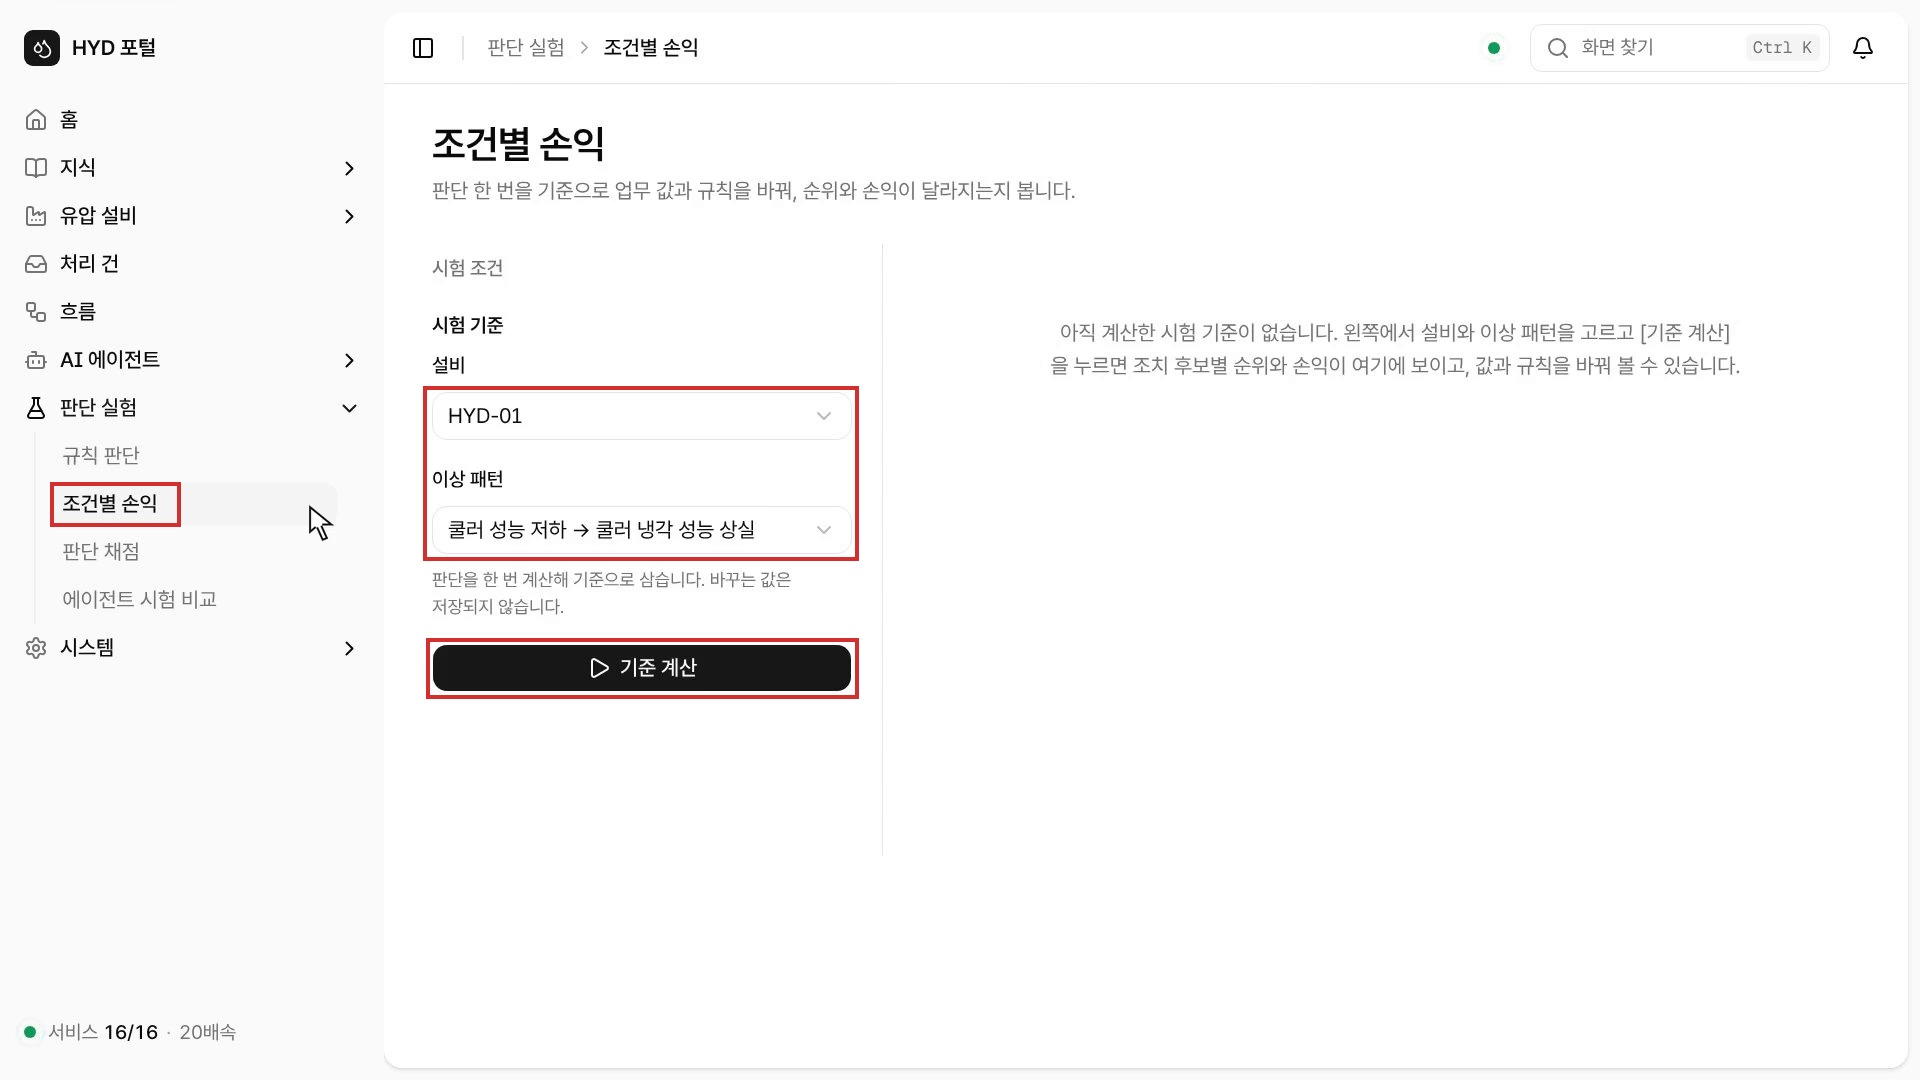 HYD 포털
홈
지식
유압 설비
처리 건
흐름
AI 에이전트
판단 실험
규칙 판단
조건별 손익
판단 채점
에이전트 시험 비교
시스템
서비스 16/16 · 20배속
판단 실험 > 조건별 손익
화면 찾기 Ctrl K
조건별 손익
판단 한 번을 기준으로 업무 값과 규칙을 바꿔, 순위와 손익이 달라지는지 봅니다.
시험 조건
시험 기준
설비
HYD-01
이상 패턴
쿨러 성능 저하 → 쿨러 냉각 성능 상실
판단을 한 번 계산해 기준으로 삼습니다. 바꾸는 값은
저장되지 않습니다.
기준 계산
아직 계산한 시험 기준이 없습니다. 왼쪽에서 설비와 이상 패턴을 고르고 [기준 계산]
을 누르면 조치 후보별 순위와 손익이 여기에 보이고, 값과 규칙을 바꿔 볼 수 있습니다.